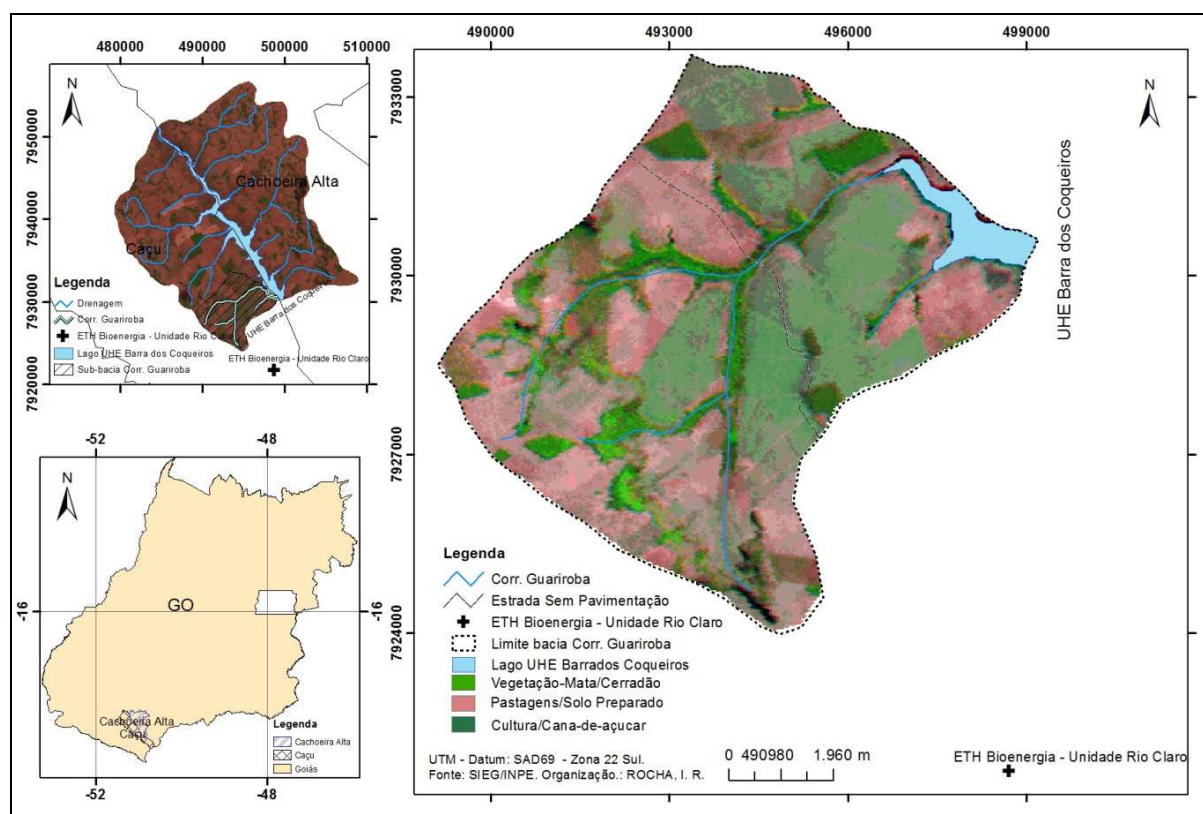 480000 490000 500000 510000
N
7950000
7940000
7930000
7920000
Cachoeira Alta
Caçu
UHE Barra dos Coqueiros
Legenda
Drenagem
Corr. Guariroba
ETH Bioenergia - Unidade Rio Claro
Lago UHE Barra dos Coqueiros
Sub-bacia Corr. Guariroba
ETH Bioenergia - Unidade Rio Claro
-52 -48
N
-16 -16
GO
Cachoeira Alta
Caçu
Legenda
Cachoeira Alta
Caçu
Goiás
-52 -48
490000 493000 496000 499000
N
7933000
7930000
7927000
7924000
UHE Barra dos Coqueiros
Legenda
Corr. Guariroba
Estrada Sem Pavimentação
ETH Bioenergia - Unidade Rio Claro
Limite bacia Corr. Guariroba
Lago UHE Barrados Coqueiros
Vegetação-Mata/Cerradão
Pastagens/Solo Preparado
Cultura/Cana-de-açucar
UTM - Datum: SAD69 - Zona 22 Sul.
Fonte: SIEG/INPE. Organização.: ROCHA, I. R.
0 490980 1.960 m
ETH Bioenergia - Unidade Rio Claro